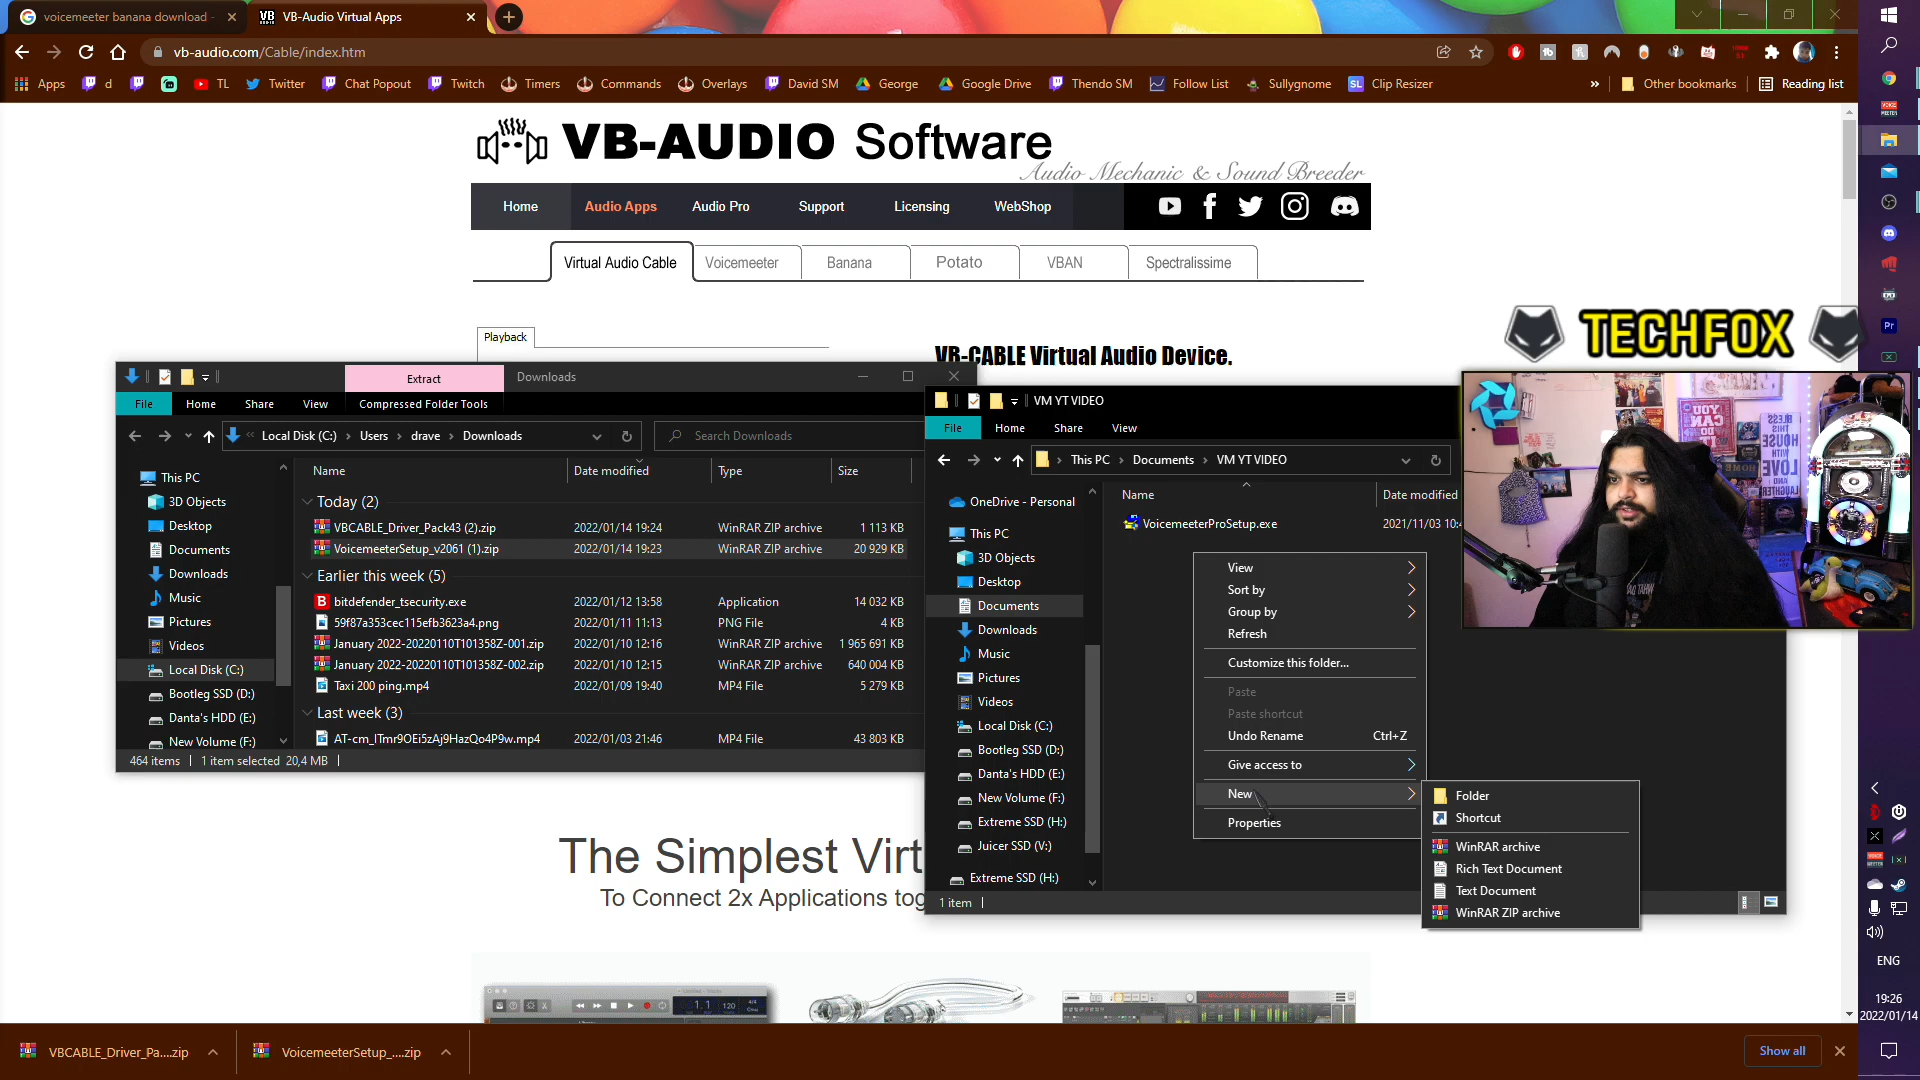 voicemeeter banana download -
VB-Audio Virtual Apps
vb-audio.com/Cable/index.htm
Apps
d
TL
Twitter
Chat Popout
Twitch
Timers
Commands
Overlays
David SM
George
Google Drive
Thendo SM
Follow List
Sullygnome
SL
Clip Resizer
»
Other bookmarks
Reading list
VB-AUDIO Software
Audio Mechanic & Sound Breeder
Home
Audio Apps
Audio Pro
Support
Licensing
WebShop
Virtual Audio Cable
Voicemeeter
Banana
Potato
VBAN
Spectralissime
Playback
VB-CABLE Virtual Audio Device.
TECHFOX
Extract
Downloads
File
Home
Share
View
Compressed Folder Tools
Local Disk (C:)
Users
drave
Downloads
Search Downloads
This PC
3D Objects
Desktop
Documents
Downloads
Music
Pictures
Videos
Local Disk (C:)
Bootleg SSD (D:)
Danta's HDD (E:)
New Volume (F:)
Name
Date modified
Type
Size
Today (2)
VBCABLE_Driver_Pack43 (2).zip 2022/01/14 19:24 WinRAR ZIP archive 1 113 KB
VoicemeeterSetup_v2061 (1).zip 2022/01/14 19:23 WinRAR ZIP archive 20 929 KB
Earlier this week (5)
bitdefender_tsecurity.exe 2022/01/12 13:58 Application 14 032 KB
59f87a353cec115efb3623a4.png 2022/01/11 11:13 PNG File 4 KB
January 2022-20220110T101358Z-001.zip 2022/01/10 12:16 WinRAR ZIP archive 1 965 691 KB
January 2022-20220110T101358Z-002.zip 2022/01/10 12:15 WinRAR ZIP archive 640 004 KB
Taxi 200 ping.mp4 2022/01/09 19:40 MP4 File 5 279 KB
Last week (3)
AT-cm_lTmr9OEi5zAj9HazQo4P9w.mp4 2022/01/03 21:46 MP4 File 43 803 KB
464 items
1 item selected 20,4 MB
VM YT VIDEO
File
Home
Share
View
This PC
Documents
VM YT VIDEO
Name
Date modified
VoicemeeterProSetup.exe 2021/11/03 10:4
OneDrive - Personal
This PC
3D Objects
Desktop
Documents
Downloads
Music
Pictures
Videos
Local Disk (C:)
Bootleg SSD (D:)
Danta's HDD (E:)
New Volume (F:)
Extreme SSD (H:)
Juicer SSD (V:)
Extreme SSD (H:)
1 item
View
Sort by
Group by
Refresh
Customize this folder...
Paste
Paste shortcut
Undo Rename Ctrl+Z
Give access to
New
Properties
Folder
Shortcut
WinRAR archive
Rich Text Document
Text Document
WinRAR ZIP archive
The Simplest Virt
To Connect 2x Applications tog
VBCABLE_Driver_Pa....zip
VoicemeeterSetup_....zip
Show all
Pr
ENG
19:26
2022/01/14